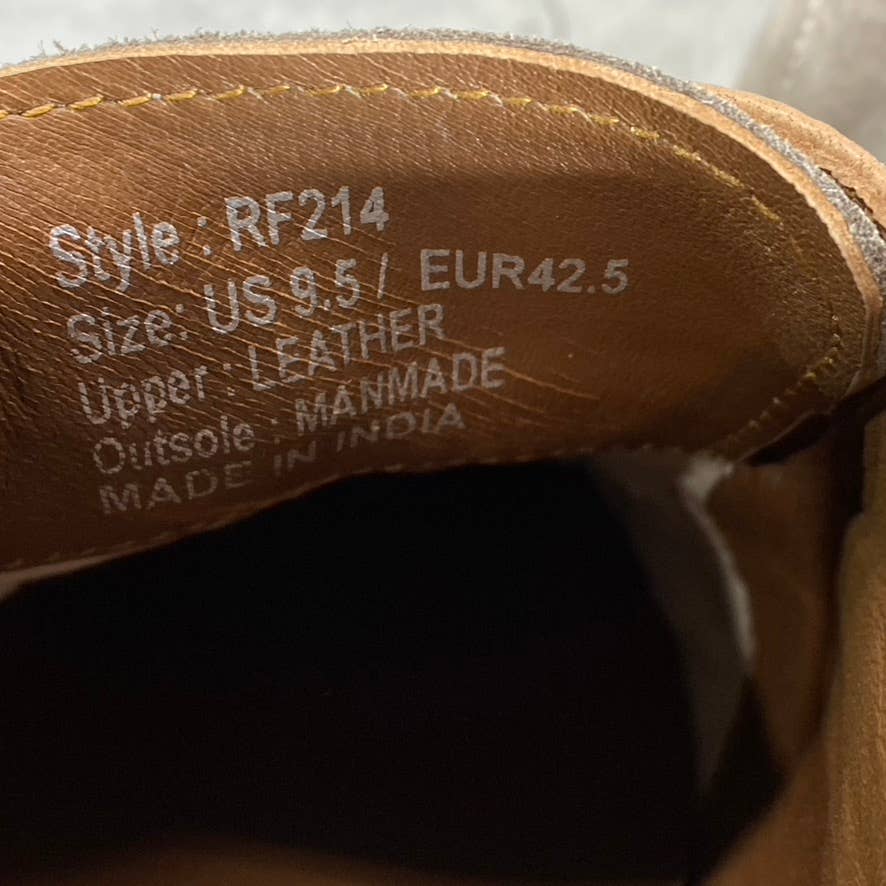 Style : RF214
Size: US 9.5 / EUR42.5
Upper : LEATHER
Outsole : MANMADE
MADE IN INDIA